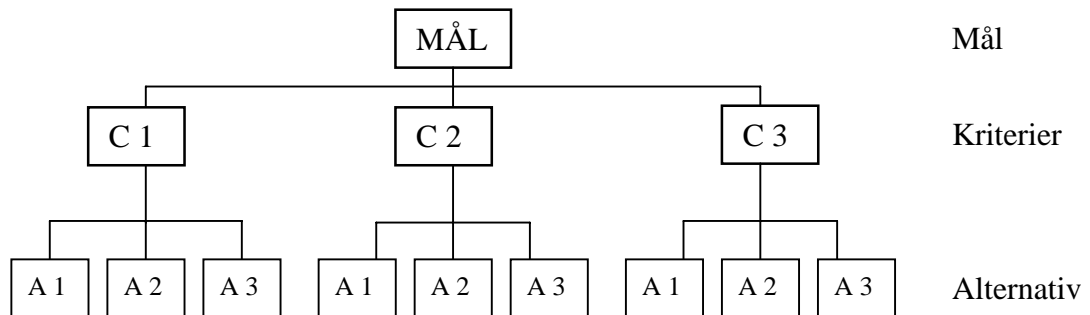 MÅL Mål
C 1 C 2 C 3 Kriterier
A 1 A 2 A 3 A 1 A 2 A 3 A 1 A 2 A 3 Alternativ